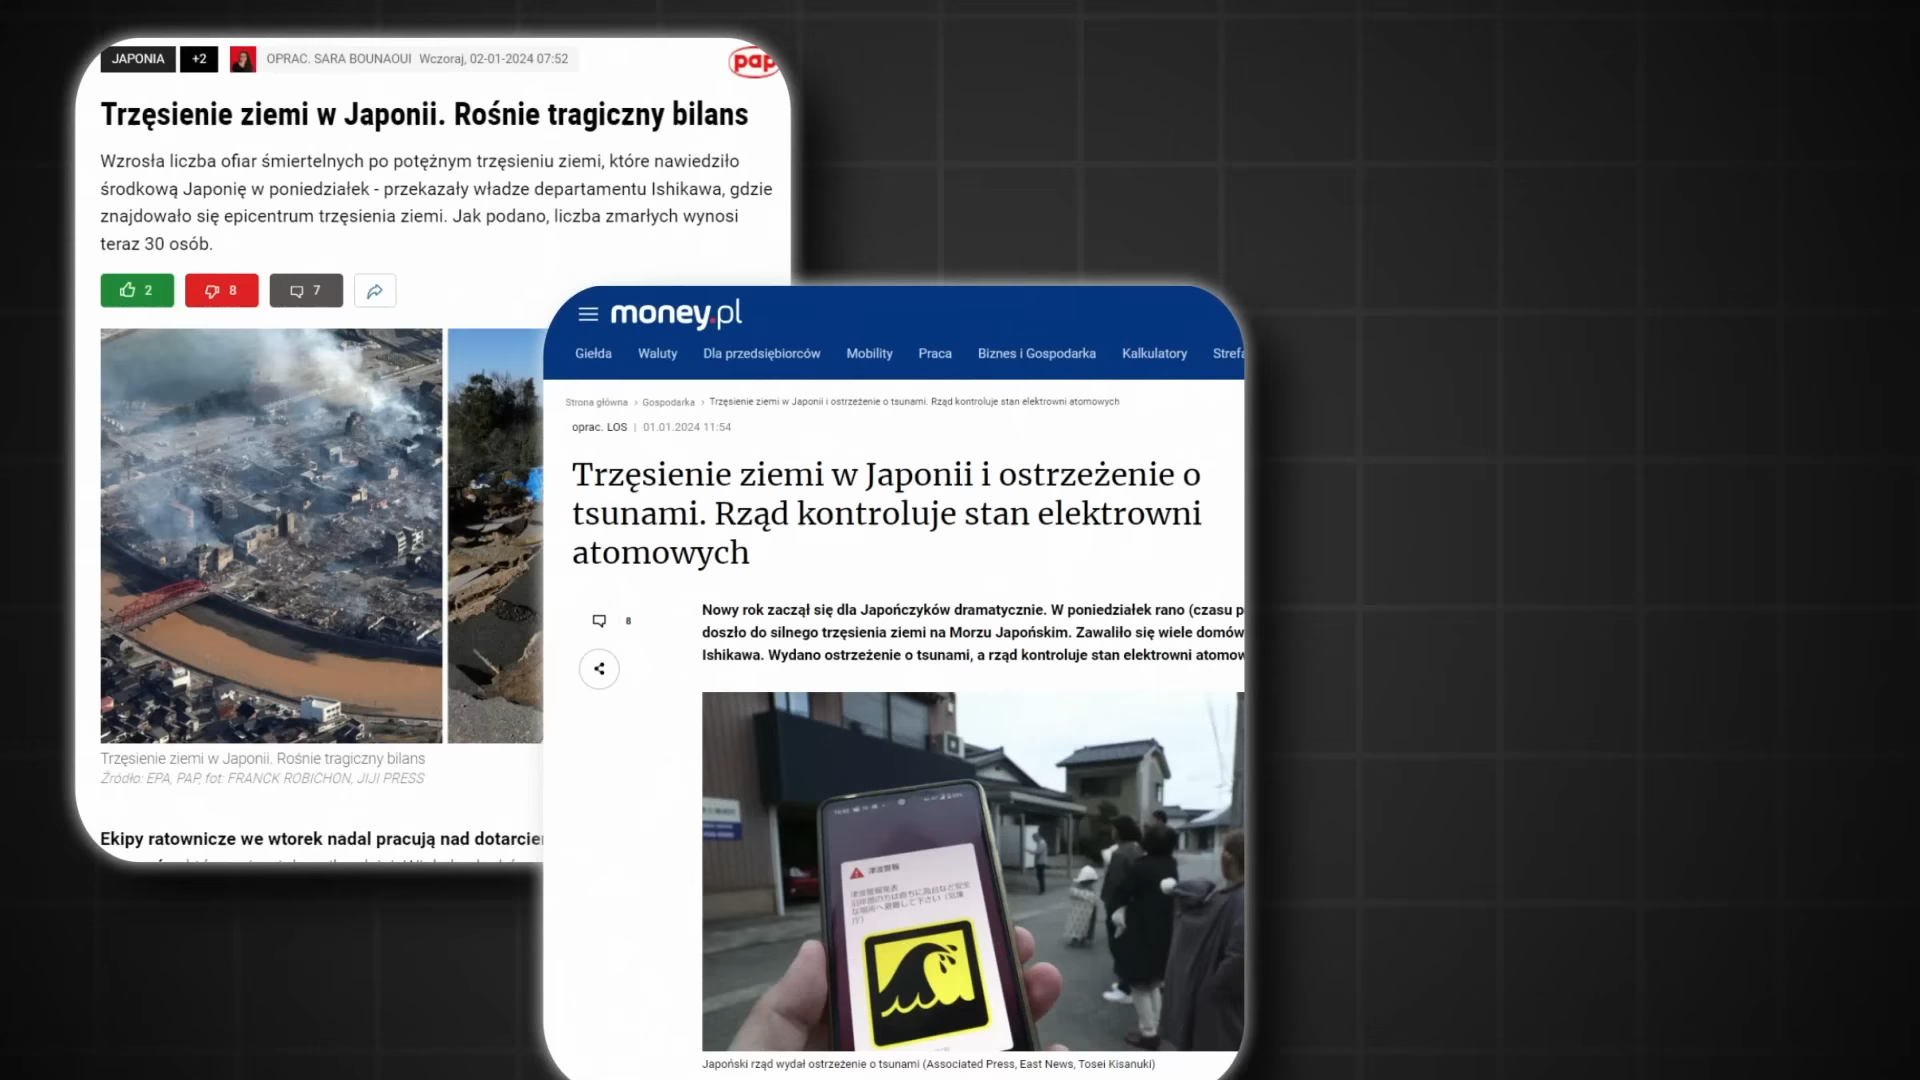 JAPONIA
+2
OPRAC. SARA BOUNAOUI Wczoraj, 02-01-2024 07:52
pap
Trzęsienie ziemi w Japonii. Rośnie tragiczny bilans
Wzrosła liczba ofiar śmiertelnych po potężnym trzęsieniu ziemi, które nawiedziło
środkową Japonię w poniedziałek - przekazały władze departamentu Ishikawa, gdzie
znajdowało się epicentrum trzęsienia ziemi. Jak podano, liczba zmarłych wynosi
teraz 30 osób.
2
8
7
Trzęsienie ziemi w Japonii. Rośnie tragiczny bilans
Źródło: EPA, PAP, fot: FRANCK ROBICHON, JIJI PRESS
Ekipy ratownicze we wtorek nadal pracują nad
money.pl
Giełda Waluty Dla przedsiębiorców Mobility Praca Biznes i Gospodarka Kalkulatory
Strona główna › Gospodarka › Trzęsienie ziemi w Japonii i ostrzeżenie o tsunami. Rząd kontroluje stan elektrowni atomowych
oprac. LOS | 01.01.2024 11:54
Trzęsienie ziemi w Japonii i ostrzeżenie o
tsunami. Rząd kontroluje stan elektrowni
atomowych
8
Nowy rok zaczął się dla Japończyków dramatycznie. W poniedziałek rano (czasu
doszło do silnego trzęsienia ziemi na Morzu Japońskim. Zawaliło się wiele domów
Ishikawa. Wydano ostrzeżenie o tsunami, a rząd kontroluje stan elektrowni
津波警報
Japoński rząd wydał ostrzeżenie o tsunami (Associated Press, East News, Tosei Kisanuki)